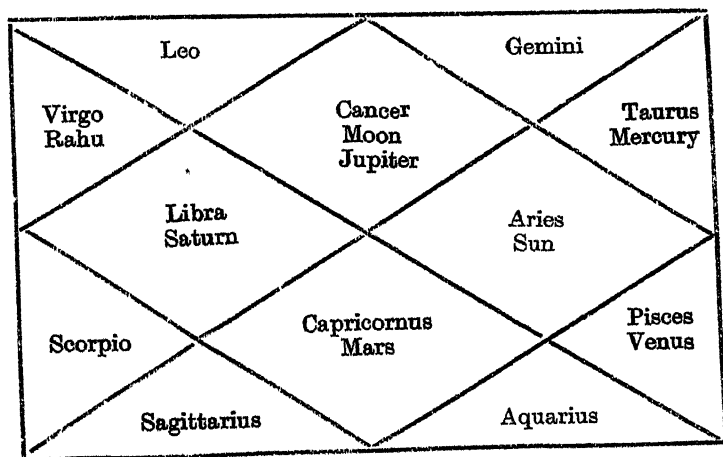 Leo
Gemini
Virgo
Rahu
Cancer
Moon
Jupiter
Taurus
Mercury
Libra
Saturn
Aries
Sun
Scorpio
Capricornus
Mars
Pisces
Venus
Sagittarius
Aquarius